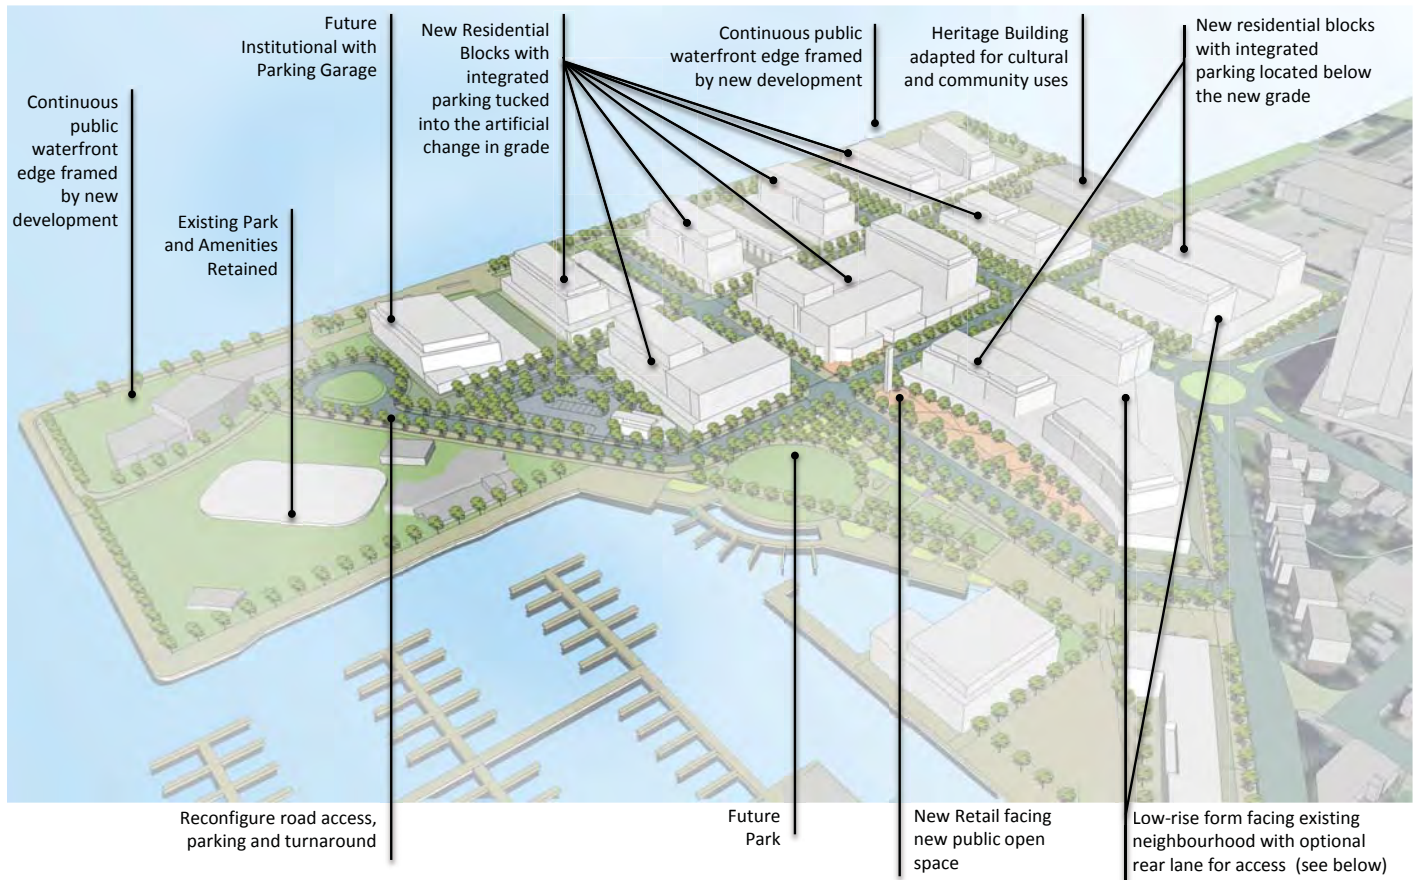 Continuous
public
waterfront
edge framed
by new
development
Existing Park
and Amenities
Retained
Future
Institutional with
Parking Garage
New Residential
Blocks with
integrated
parking tucked
into the artificial
change in grade
Continuous public
waterfront edge framed
by new development
Heritage Building
adapted for cultural
and community uses
New residential blocks
with integrated
parking located below
the new grade
Reconfigure road access,
parking and turnaround
Future
Park
New Retail facing
new public open
space
Low-rise form facing existing
neighbourhood with optional
rear lane for access (see below)